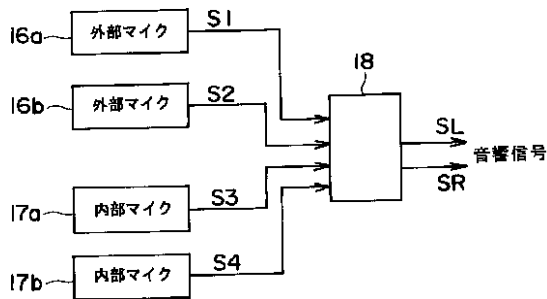 16a
外部マイク
S1
16b
外部マイク
S2
18
SL
音響信号
SR
17a
内部マイク
S3
17b
内部マイク
S4